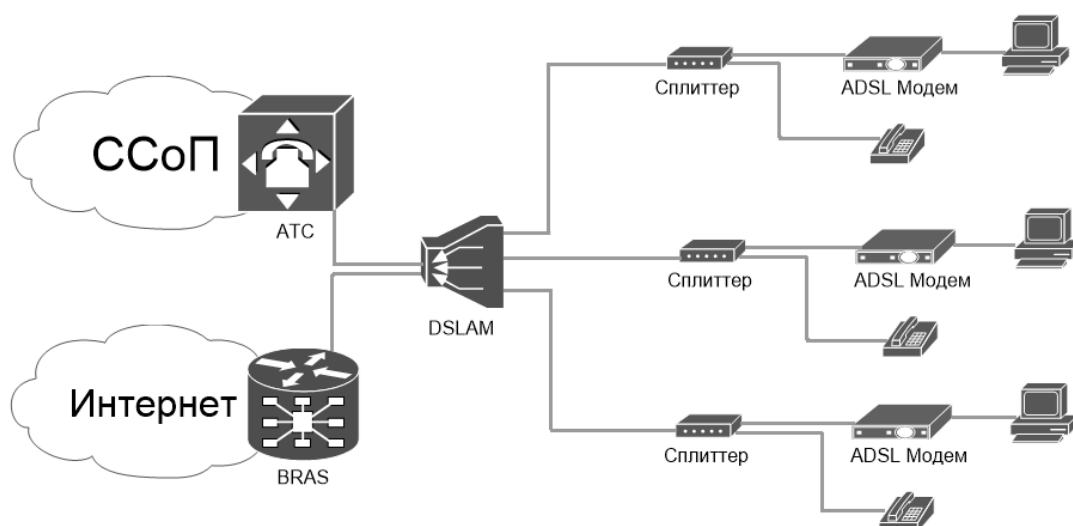 Сплиттер
ADSL Модем
ССоП
АТС
Сплиттер
ADSL Модем
DSLAM
Интернет
BRAS
Сплиттер
ADSL Модем